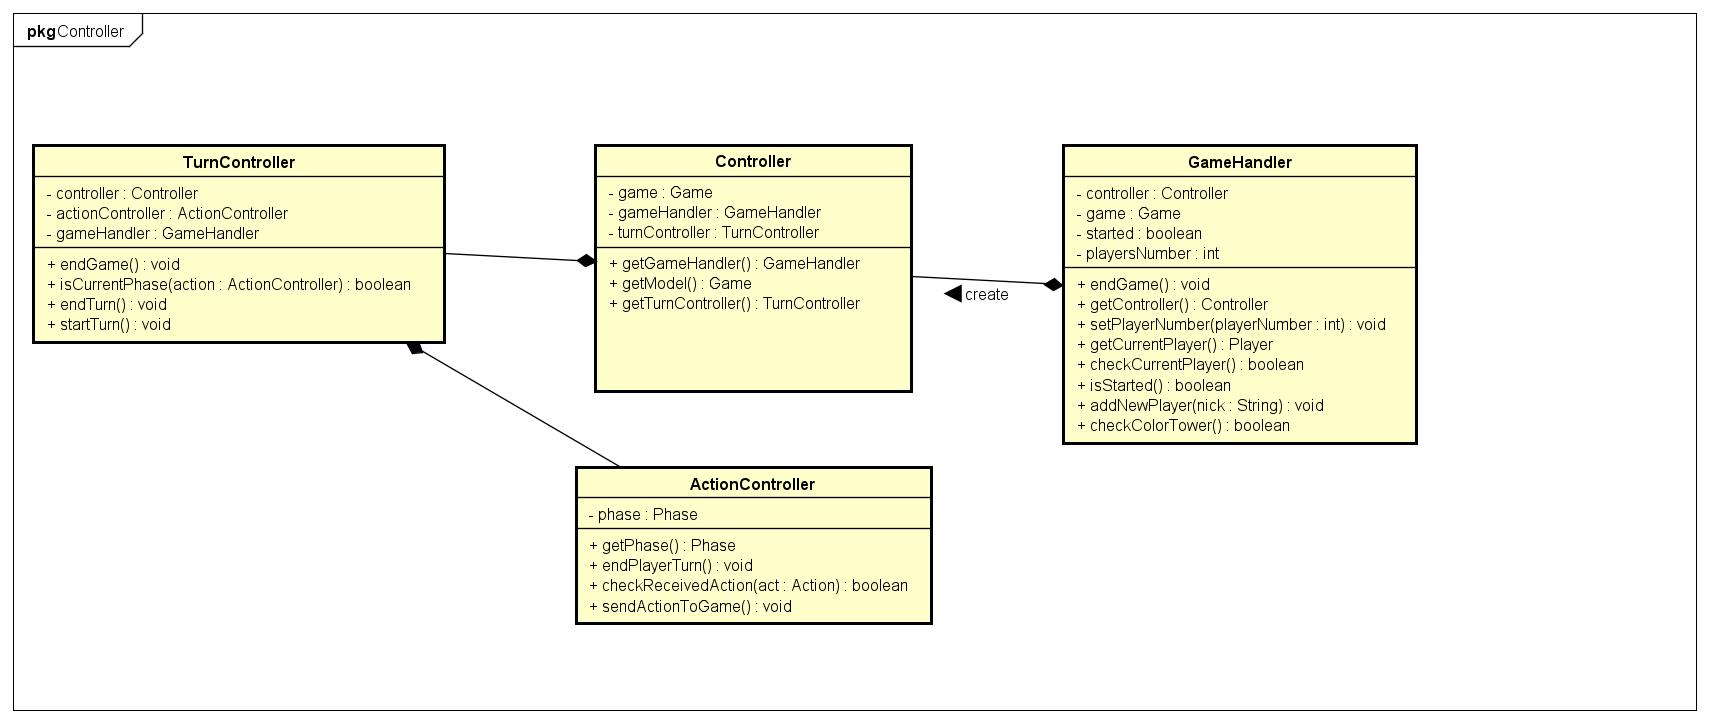 pkg Controller
TurnController
- controller : Controller
- actionController : ActionController
- gameHandler : GameHandler
+ endGame() : void
+ isCurrentPhase(action : ActionController) : boolean
+ endTurn() : void
+ startTurn() : void
Controller
- game : Game
- gameHandler : GameHandler
- turnController : TurnController
+ getGameHandler() : GameHandler
+ getModel() : Game
+ getTurnController() : TurnController
create
GameHandler
- controller : Controller
- game : Game
- started : boolean
- playersNumber : int
+ endGame() : void
+ getController() : Controller
+ setPlayerNumber(playerNumber : int) : void
+ getCurrentPlayer() : Player
+ checkCurrentPlayer() : boolean
+ isStarted() : boolean
+ addNewPlayer(nick : String) : void
+ checkColorTower() : boolean
ActionController
- phase : Phase
+ getPhase() : Phase
+ endPlayerTurn() : void
+ checkReceivedAction(act : Action) : boolean
+ sendActionToGame() : void